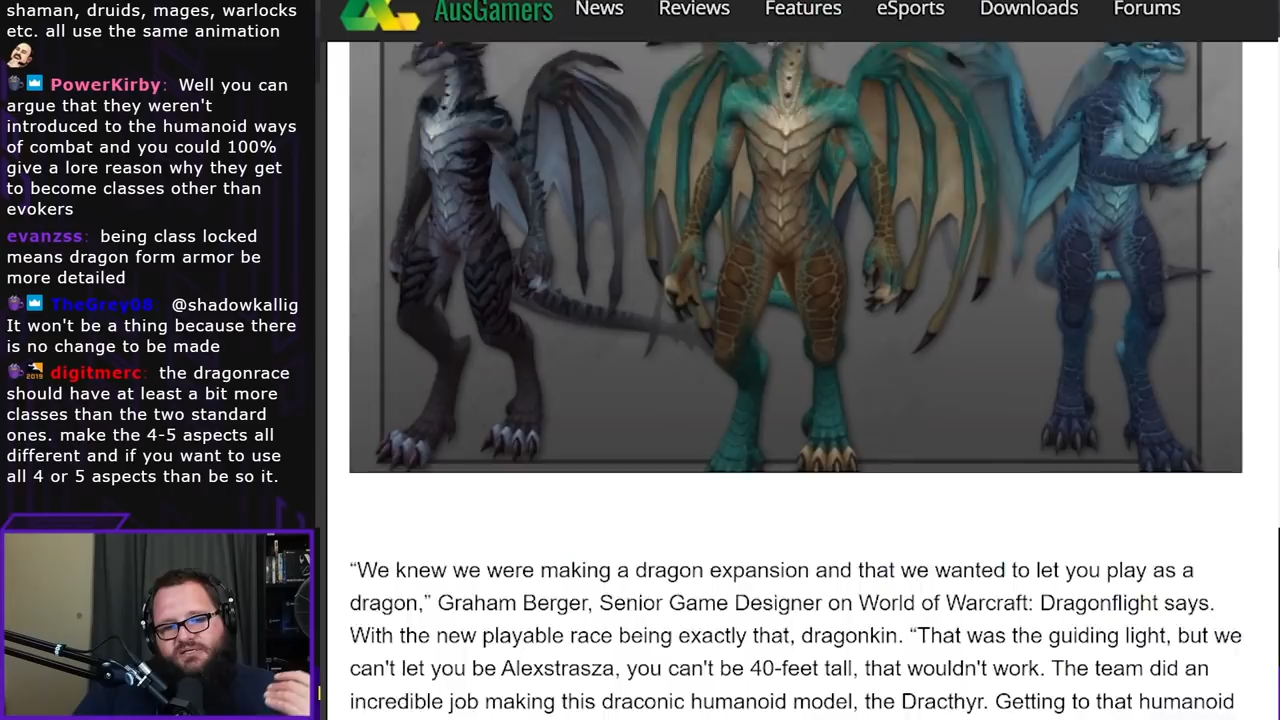 shaman, druids, mages, warlocks
etc. all use the same animation
PowerKirby: Well you can
argue that they weren't
introduced to the humanoid ways
of combat and you could 100%
give a lore reason why they get
to become classes other than
evokers
evanzss: being class locked
means dragon form armor be
more detailed
TheGrey08: @shadowkallig
It won't be a thing because there
is no change to be made
2019 digitmerc: the dragonrace
should have at least a bit more
classes than the two standard
ones. make the 4-5 aspects all
different and if you want to use
all 4 or 5 aspects than be so it.
AusGamers News Reviews Features eSports Downloads Forums
“We knew we were making a dragon expansion and that we wanted to let you play as a
dragon,” Graham Berger, Senior Game Designer on World of Warcraft: Dragonflight says.
With the new playable race being exactly that, dragonkin. “That was the guiding light, but we
can't let you be Alexstrasza, you can't be 40-feet tall, that wouldn't work. The team did an
incredible job making this draconic humanoid model, the Dracthyr. Getting to that humanoid